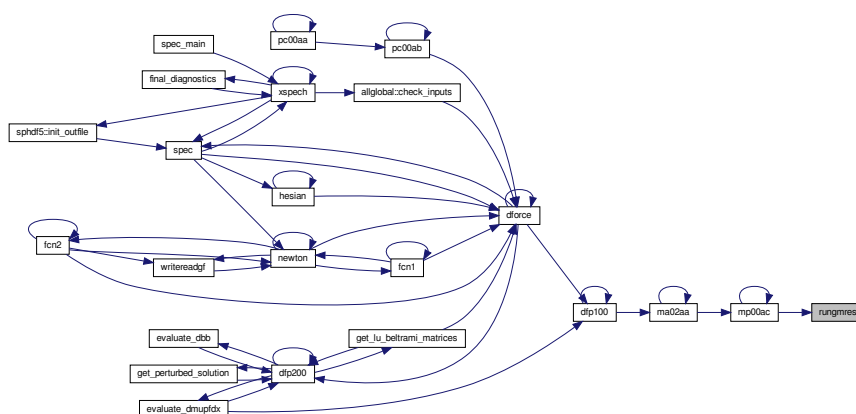 pc00aa
spec_main
pc00ab
final_diagnostics
xspech
allglobal::check_inputs
sphdf5::init_outfile
spec
hesian
dforce
fcn2
newton
writereadgf
fcn1
dfp100
ma02aa
mp00ac
rungmres
evaluate_dbb
get_lu_beltrami_matrices
get_perturbed_solution
dfp200
evaluate_dmupfdx